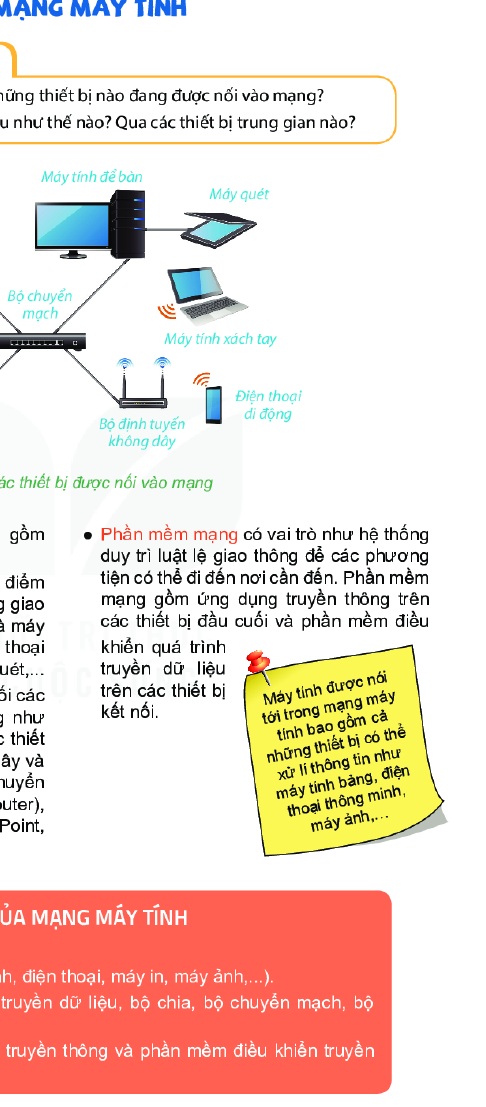 MẠNG MÁY TÍNH
những thiết bị nào đang được nối vào mạng?
như thế nào? Qua các thiết bị trung gian nào?
Máy tính để bàn
Máy quét
Bộ chuyển
mạch
Máy tính xách tay
Điện thoại
di động
Bộ định tuyến
không dây
các thiết bị được nối vào mạng
gồm
điểm
giao
máy
thoại
quét,...
các
như
thiết
dây và
Point,
• Phần mềm mạng có vai trò như hệ thống
duy trì luật lệ giao thông để các phương
tiện có thể đi đến nơi cần đến. Phần mềm
mạng gồm ứng dụng truyền thông trên
các thiết bị đầu cuối và phần mềm điều
khiển quá trình
truyền dữ liệu
trên các thiết bị
kết nối.
Máy tính được nói
tới trong mạng máy
tính bao gồm cả
những thiết bị có thể
xử lí thông tin như
máy tính bảng, điện
thoại thông minh,
máy ảnh,...
CỦA MẠNG MÁY TÍNH
điện thoại, máy in, máy ảnh,...).
truyền dữ liệu, bộ chia, bộ chuyển mạch, bộ
truyền thông và phần mềm điều khiển truyền